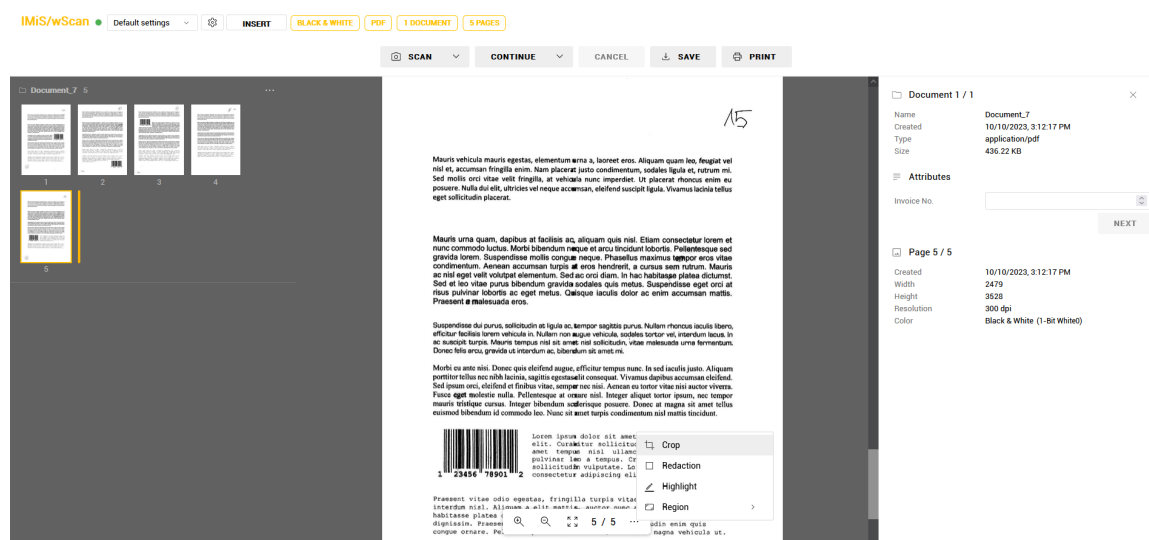 IMiS/wScan
Default settings
INSERT
BLACK & WHITE
PDF
1 DOCUMENT
5 PAGES
SCAN
CONTINUE
CANCEL
SAVE
PRINT
Document_7 5
1
2
3
4
5
15
Mauris vehicula mauris egestas, elementum urna a, laoreet eros. Aliquam quam leo, feugiat vel
nisl et, accumsan fringilla enim. Nam placerat justo condimentum, sodales ligula et, rutrum mi.
Sed mollis orci vitae velit fringilla, at vehicula nunc imperdiet. Ut placerat rhoncus enim eu
posuere. Nulla dui elit, ultricies vel neque accumsan, eleifend suscipit ligula. Vivamus lacinia tellus
eget sollicitudin placerat.
Mauris urna quam, dapibus at facilisis ac, aliquam quis nisl. Etiam consectetur lorem et
nunc commodo luctus. Morbi bibendum neque et arcu tincidunt lobortis. Pellentesque sed
gravida lorem. Suspendisse mollis congue neque. Phasellus maximus tempor eros vitae
condimentum. Aenean accumsan turpis at eros hendrerit, a cursus sem rutrum. Mauris
ac nisl eget velit volutpat elementum. Sed ac orci diam. In hac habitasse platea dictumst.
Sed et leo vitae purus bibendum gravida sodales quis metus. Suspendisse eget orci at
risus pulvinar lobortis ac eget metus. Quisque iaculis dolor ac enim accumsan mattis.
Praesent a malesuada eros.
Suspendisse dui purus, sollicitudin at ligula ac, tempor sagittis purus. Nullam rhoncus iaculis libero,
efficitur facilisis lorem vehicula in. Nullam non augue vehicula, sodales tortor vel, interdum lacus. In
ac suscipit turpis. Mauris tempus nisl sit amet nisl sollicitudin, vitae malesuada urna fermentum.
Donec felis arcu, gravida ut interdum ac, bibendum sit amet mi.
Morbi eu ante nisi. Donec quis eleifend augue, efficitur tempus nunc. In sed iaculis justo. Aliquam
porttitor tellus nec nibh lacinia, sagittis egestas elit consequat. Vivamus dapibus accumsan eleifend.
Sed ipsum orci, eleifend et finibus vitae, semper nec nisi. Aenean eu tortor vitae nisi auctor viverra.
Fusce eget molestie nulla. Pellentesque at ornare nisl. Integer aliquet tortor ipsum, nec tempor
mauris tristique cursus. Integer bibendum scelerisque posuere. Donec at magna sit amet tellus
euismod bibendum id commodo leo. Nunc sit amet turpis condimentum nisl mattis tincidunt.
1 23456 78901 2
Lorem ipsum dolor sit amet
elit. Curabitur sollicitud
amet tempus nisi ullamc
pulvinar leo a tempus. Cr
sollicitudin vulputate. Lo
consectetur adipiscing eli
Praesent vitae odio egestas, fringilla turpis vitae
interdum nisl. Aliquam a elit mattis, auctor nunc
habitasse platea
dignissim. Praesen udin enim quis
congue ornare. Pel magna vehicula ut.
Crop
Redaction
Highlight
Region
5 / 5
Document 1 / 1
Name Document_7
Created 10/10/2023, 3:12:17 PM
Type application/pdf
Size 436.22 KB
Attributes
Invoice No.
NEXT
Page 5 / 5
Created 10/10/2023, 3:12:17 PM
Width 2479
Height 3528
Resolution 300 dpi
Color Black & White (1-Bit White0)